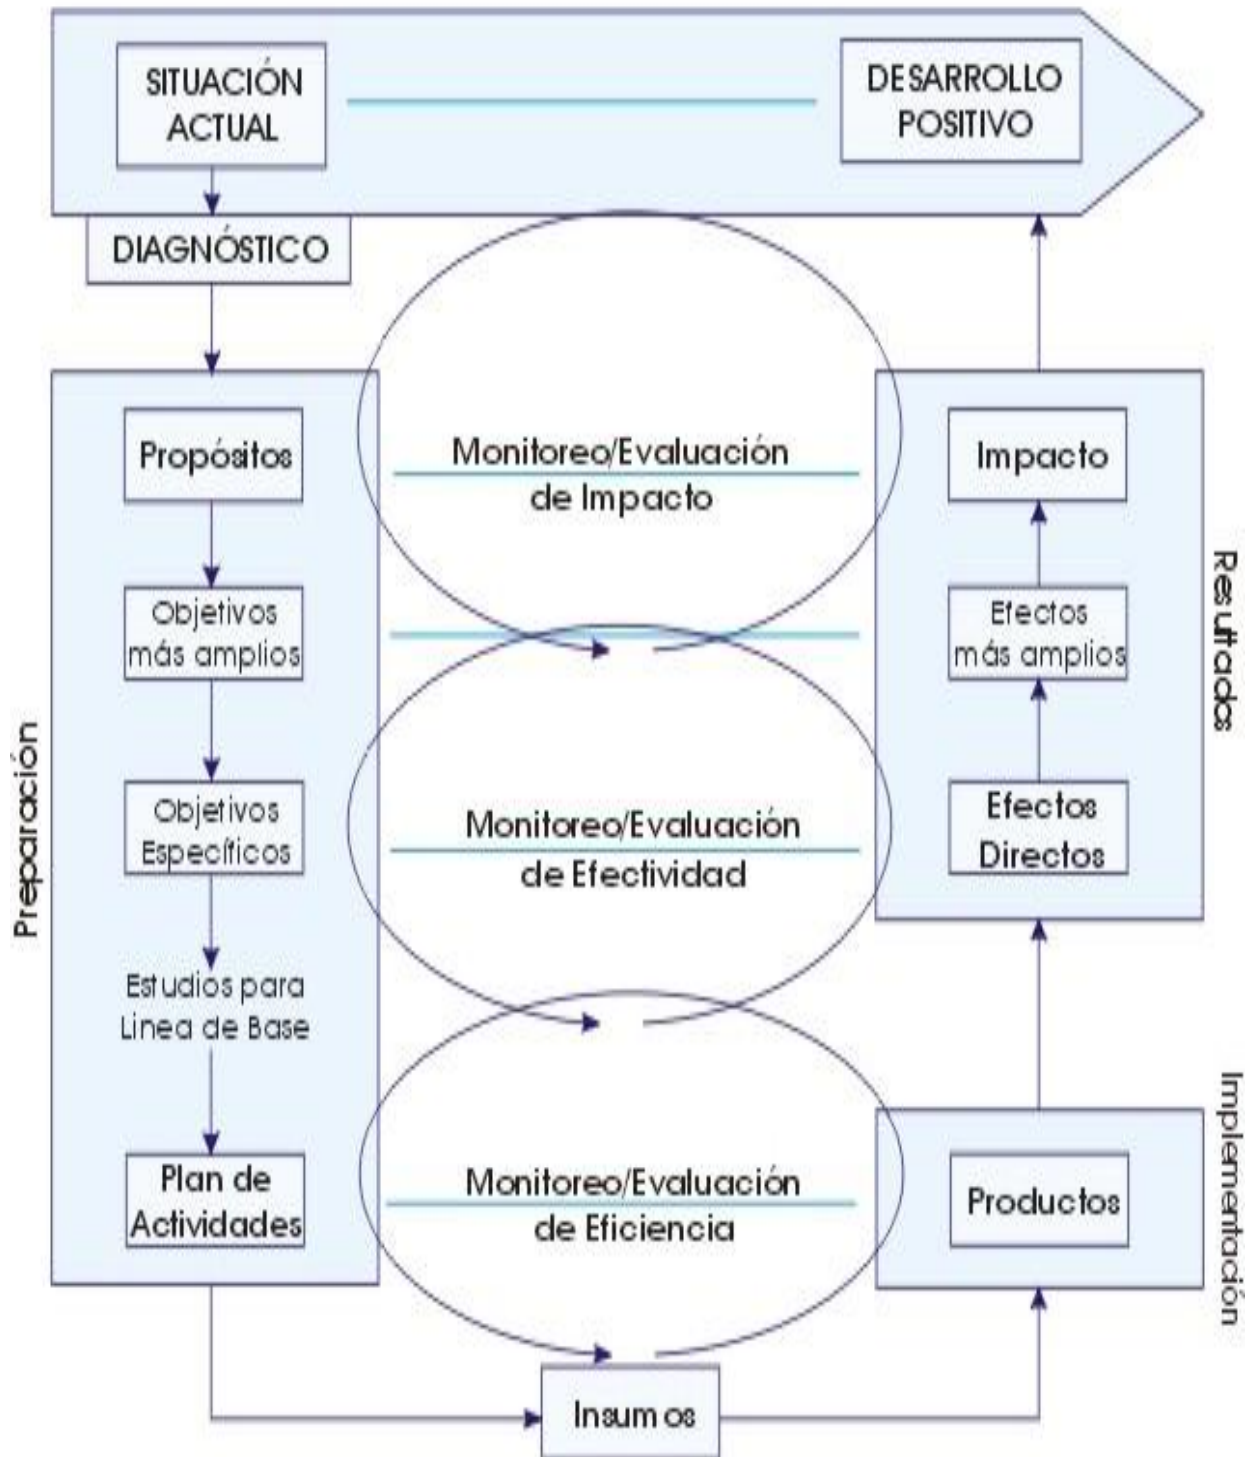 SITUACIÓN
ACTUAL
DESARROLLO
POSITIVO
DIAGNÓSTICO
Preparación
Propósitos
Objetivos
más amplios
Objetivos
Específicos
Estudios para
Linea de Base
Plan de
Actividades
Monitoreo/Evaluación
de Impacto
Monitoreo/Evaluación
de Efectividad
Monitoreo/Evaluación
de Eficiencia
Insumos
Impacto
Efectos
más amplios
Efectos
Directos
Resultados
Productos
Implementación